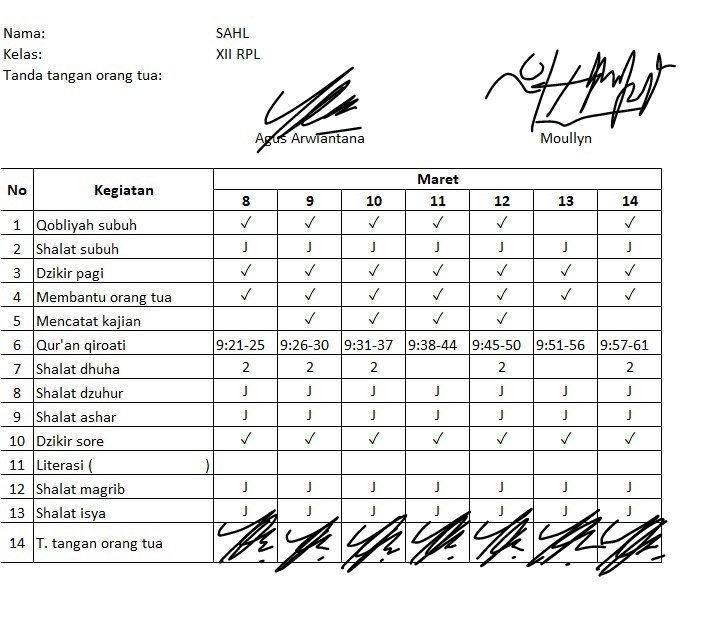 Nama: SAHL
Kelas: XII RPL
Tanda tangan orang tua:
Agus Arwiantana Moullyn
No Kegiatan Maret
8 9 10 11 12 13 14
1 Qobliyah subuh ✓ ✓ ✓ ✓ ✓ ✓
2 Shalat subuh J J J J J J J
3 Dzikir pagi ✓ ✓ ✓ ✓ ✓ ✓ ✓
4 Membantu orang tua ✓ ✓ ✓ ✓ ✓ ✓ ✓
5 Mencatat kajian ✓ ✓ ✓ ✓
6 Qur'an qiroati 9:21-25 9:26-30 9:31-37 9:38-44 9:45-50 9:51-56 9:57-61
7 Shalat dhuha 2 2 2 2 2
8 Shalat dzuhur J J J J J J J
9 Shalat ashar J J J J J J J
10 Dzikir sore ✓ ✓ ✓ ✓ ✓ ✓ ✓
11 Literasi ( )
12 Shalat magrib J J J J J J J
13 Shalat isya J J J J J J J
14 T. tangan orang tua